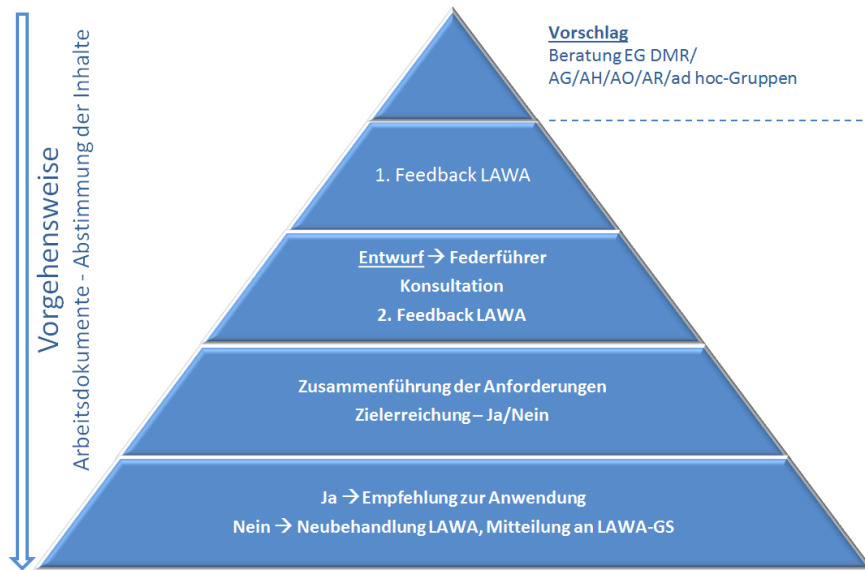 Vorgehensweise
Arbeitsdokumente - Abstimmung der Inhalte
Vorschlag
Beratung EG DMR/
AG/AH/AO/AR/ad hoc-Gruppen
1. Feedback LAWA
Entwurf → Federführer
Konsultation
2. Feedback LAWA
Zusammenführung der Anforderungen
Zielerreichung – Ja/Nein
Ja → Empfehlung zur Anwendung
Nein → Neubehandlung LAWA, Mitteilung an LAWA-GS